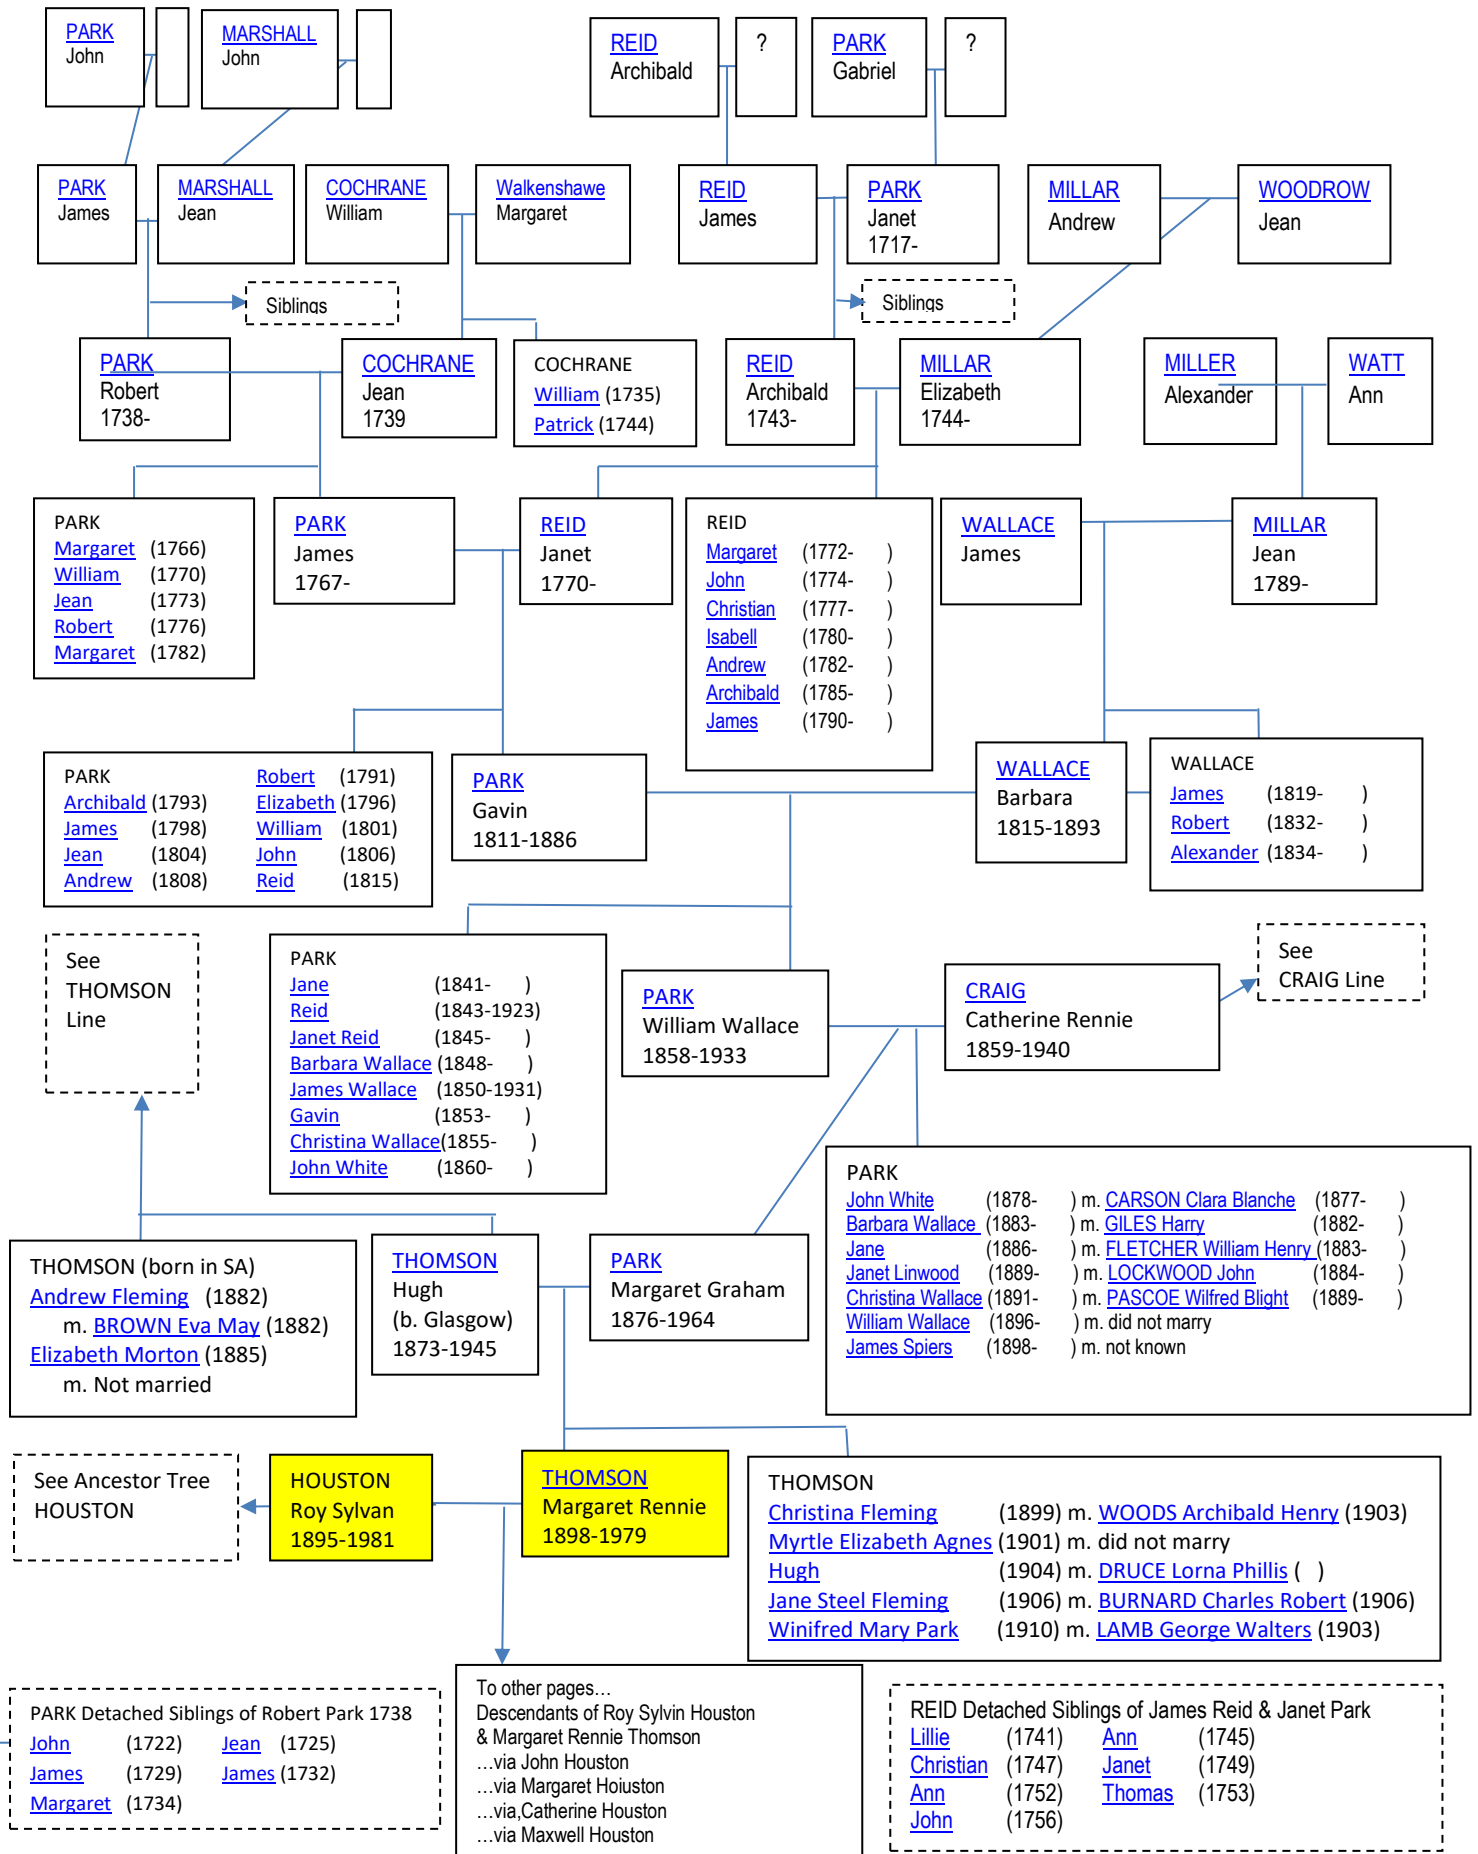 PARK
John
MARSHALL
John
REID
Archibald
?
PARK
Gabriel
?
PARK
James
MARSHALL
Jean
COCHRANE
William
Walkenshawe
Margaret
REID
James
PARK
Janet
1717-
MILLAR
Andrew
WOODROW
Jean
Siblings
Siblings
PARK
Robert
1738-
COCHRANE
Jean
1739
COCHRANE
William (1735)
Patrick (1744)
REID
Archibald
1743-
MILLAR
Elizabeth
1744-
MILLER
Alexander
WATT
Ann
PARK
Margaret (1766)
William (1770)
Jean (1773)
Robert (1776)
Margaret (1782)
PARK
James
1767-
REID
Janet
1770-
REID
Margaret (1772- )
John (1774- )
Christian (1777- )
Isabell (1780- )
Andrew (1782- )
Archibald (1785- )
James (1790- )
WALLACE
James
MILLAR
Jean
1789-
PARK Robert (1791)
Archibald (1793) Elizabeth (1796)
James (1798) William (1801)
Jean (1804) John (1806)
Andrew (1808) Reid (1815)
PARK
Gavin
1811-1886
WALLACE
Barbara
1815-1893
WALLACE
James (1819- )
Robert (1832- )
Alexander (1834- )
See
THOMSON
Line
PARK
Jane (1841- )
Reid (1843-1923)
Janet Reid (1845- )
Barbara Wallace (1848- )
James Wallace (1850-1931)
Gavin (1853- )
Christina Wallace(1855- )
John White (1860- )
PARK
William Wallace
1858-1933
CRAIG
Catherine Rennie
1859-1940
See
CRAIG Line
THOMSON (born in SA)
Andrew Fleming (1882)
m. BROWN Eva May (1882)
Elizabeth Morton (1885)
m. Not married
THOMSON
Hugh
(b. Glasgow)
1873-1945
PARK
Margaret Graham
1876-1964
PARK
John White (1878- ) m. CARSON Clara Blanche (1877- )
Barbara Wallace (1883- ) m. GILES Harry (1882- )
Jane (1886- ) m. FLETCHER William Henry (1883- )
Janet Linwood (1889- ) m. LOCKWOOD John (1884- )
Christina Wallace (1891- ) m. PASCOE Wilfred Blight (1889- )
William Wallace (1896- ) m. did not marry
James Spiers (1898- ) m. not known
See Ancestor Tree
HOUSTON
HOUSTON
Roy Sylvan
1895-1981
THOMSON
Margaret Rennie
1898-1979
THOMSON
Christina Fleming (1899) m. WOODS Archibald Henry (1903)
Myrtle Elizabeth Agnes (1901) m. did not marry
Hugh (1904) m. DRUCE Lorna Phillis ( )
Jane Steel Fleming (1906) m. BURNARD Charles Robert (1906)
Winifred Mary Park (1910) m. LAMB George Walters (1903)
PARK Detached Siblings of Robert Park 1738
John (1722) Jean (1725)
James (1729) James (1732)
Margaret (1734)
To other pages…
Descendants of Roy Sylvin Houston
& Margaret Rennie Thomson
…via John Houston
…via Margaret Hoiuston
…via,Catherine Houston
…via Maxwell Houston
REID Detached Siblings of James Reid & Janet Park
Lillie (1741) Ann (1745)
Christian (1747) Janet (1749)
Ann (1752) Thomas (1753)
John (1756)